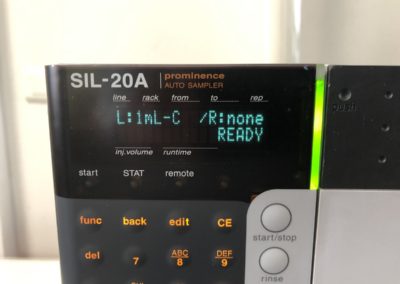 SIL-20A prominence
AUTO SAMPLER
line rack from to rep
L:1mL-C /R:none
READY
inj.volume runtime
push
start STAT remote
func back edit CE
start/stop
del 7 ABC 8 DEF 9
rinse